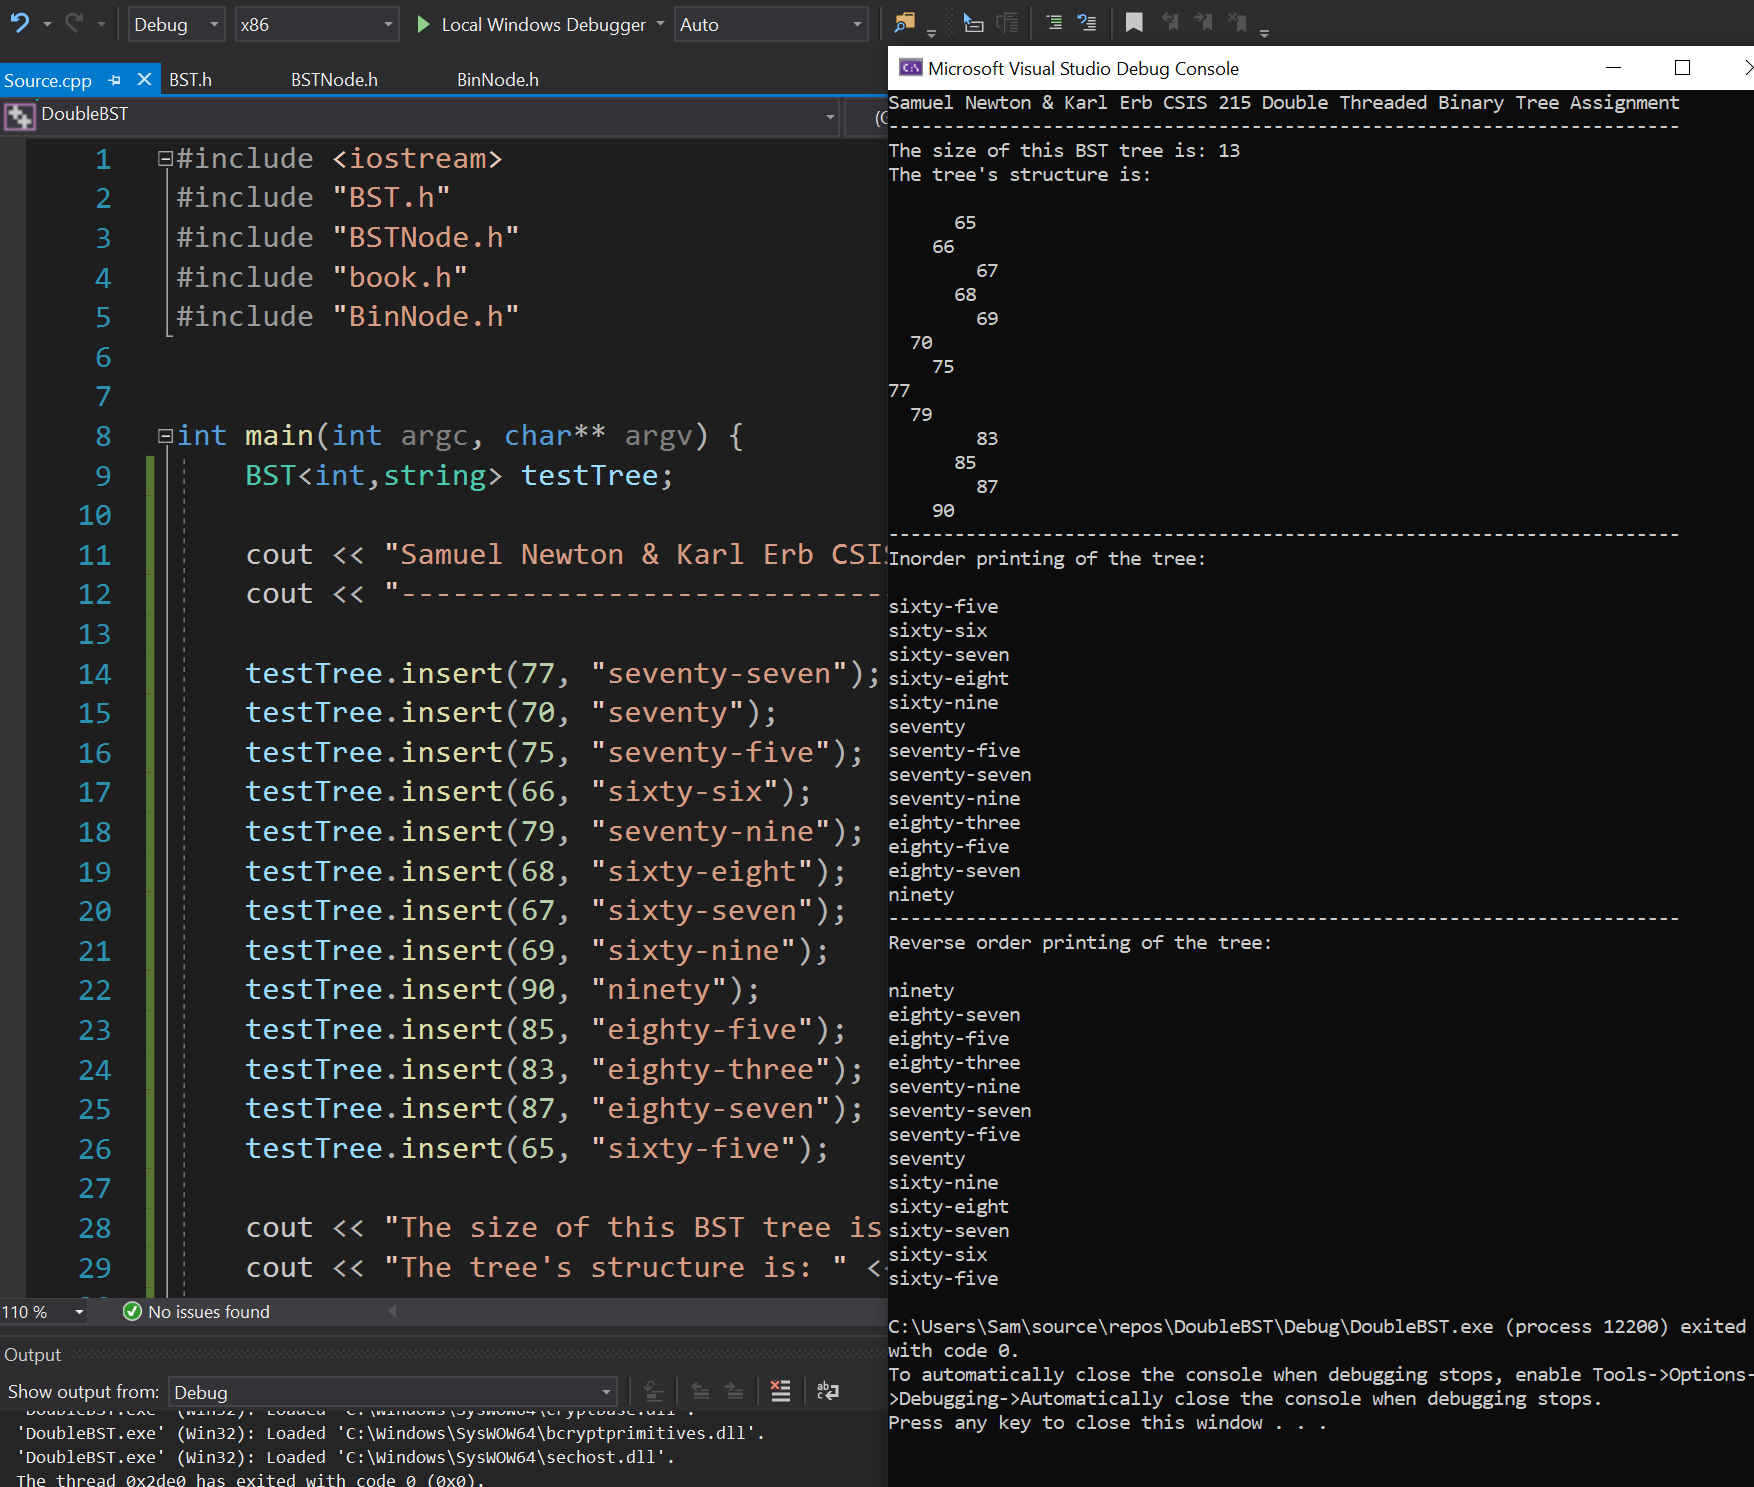 Debug x86 Local Windows Debugger Auto
Source.cpp BST.h BSTNode.h BinNode.h
DoubleBST (G
1 #include <iostream>
2 #include "BST.h"
3 #include "BSTNode.h"
4 #include "book.h"
5 #include "BinNode.h"
6
7
8 int main(int argc, char** argv) {
9 BST<int,string> testTree;
10
11 cout << "Samuel Newton & Karl Erb CSIS
12 cout << "----------------------------
13
14 testTree.insert(77, "seventy-seven");
15 testTree.insert(70, "seventy");
16 testTree.insert(75, "seventy-five");
17 testTree.insert(66, "sixty-six");
18 testTree.insert(79, "seventy-nine");
19 testTree.insert(68, "sixty-eight");
20 testTree.insert(67, "sixty-seven");
21 testTree.insert(69, "sixty-nine");
22 testTree.insert(90, "ninety");
23 testTree.insert(85, "eighty-five");
24 testTree.insert(83, "eighty-three");
25 testTree.insert(87, "eighty-seven");
26 testTree.insert(65, "sixty-five");
27
28 cout << "The size of this BST tree is
29 cout << "The tree's structure is: " <<
110 % No issues found
Output
Show output from: Debug
'DoubleBST.exe' (Win32): Loaded 'C:\Windows\SysWOW64\cryptbase.dll'.
'DoubleBST.exe' (Win32): Loaded 'C:\Windows\SysWOW64\bcryptprimitives.dll'.
'DoubleBST.exe' (Win32): Loaded 'C:\Windows\SysWOW64\sechost.dll'.
The thread 0x2de0 has exited with code 0 (0x0).
Microsoft Visual Studio Debug Console
Samuel Newton & Karl Erb CSIS 215 Double Threaded Binary Tree Assignment
------------------------------------------------------------------------
The size of this BST tree is: 13
The tree's structure is:
65
66
67
68
69
70
75
77
79
83
85
87
90
------------------------------------------------------------------------
Inorder printing of the tree:
sixty-five
sixty-six
sixty-seven
sixty-eight
sixty-nine
seventy
seventy-five
seventy-seven
seventy-nine
eighty-three
eighty-five
eighty-seven
ninety
------------------------------------------------------------------------
Reverse order printing of the tree:
ninety
eighty-seven
eighty-five
eighty-three
seventy-nine
seventy-seven
seventy-five
seventy
sixty-nine
sixty-eight
sixty-seven
sixty-six
sixty-five
C:\Users\Sam\source\repos\DoubleBST\Debug\DoubleBST.exe (process 12200) exited
with code 0.
To automatically close the console when debugging stops, enable Tools->Options-
>Debugging->Automatically close the console when debugging stops.
Press any key to close this window . . .